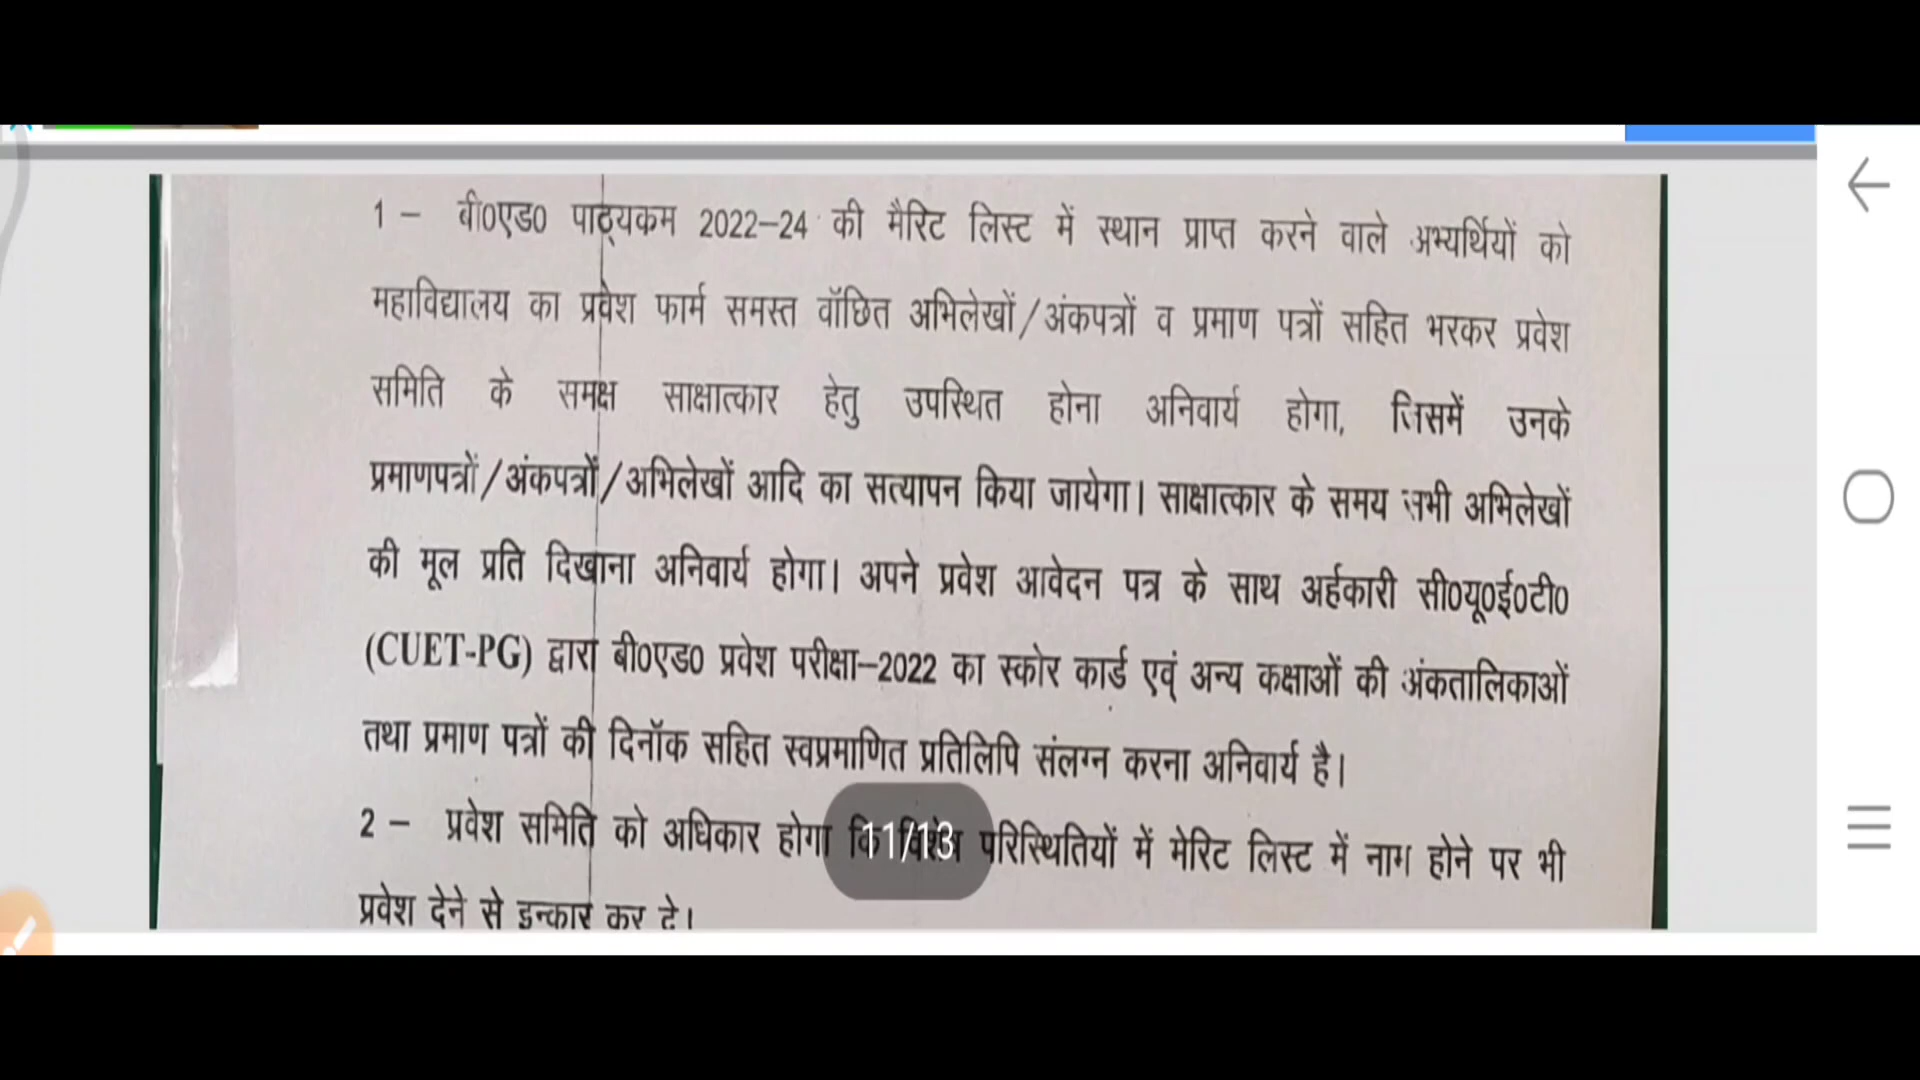 1 – बी0एड0 पाठ्यकम 2022–24 की मैरिट लिस्ट में स्थान प्राप्त करने वाले अभ्यर्थियों को
महाविद्यालय का प्रवेश फार्म समस्त वॉछित अभिलेखों/अंकपत्रों व प्रमाण पत्रों सहित भरकर प्रवेश
समिति के समक्ष साक्षात्कार हेतु उपस्थित होना अनिवार्य होगा, जिसमें उनके
प्रमाणपत्रों/अंकपत्रों/अभिलेखों आदि का सत्यापन किया जायेगा। साक्षात्कार के समय सभी अभिलेखों
की मूल प्रति दिखाना अनिवार्य होगा। अपने प्रवेश आवेदन पत्र के साथ अर्हकारी सी0यू0ई0टी0
(CUET-PG) द्वारा बी0एड0 प्रवेश परीक्षा–2022 का स्कोर कार्ड एवं अन्य कक्षाओं की अंकतालिकाओं
तथा प्रमाण पत्रों की दिनॉक सहित स्वप्रमाणित प्रतिलिपि संलग्न करना अनिवार्य है।
2 – प्रवेश समिति को अधिकार होगा कि विशेष परिस्थितियों में मेरिट लिस्ट में नाम होने पर भी
11/13
प्रवेश देने से इन्कार कर दे।